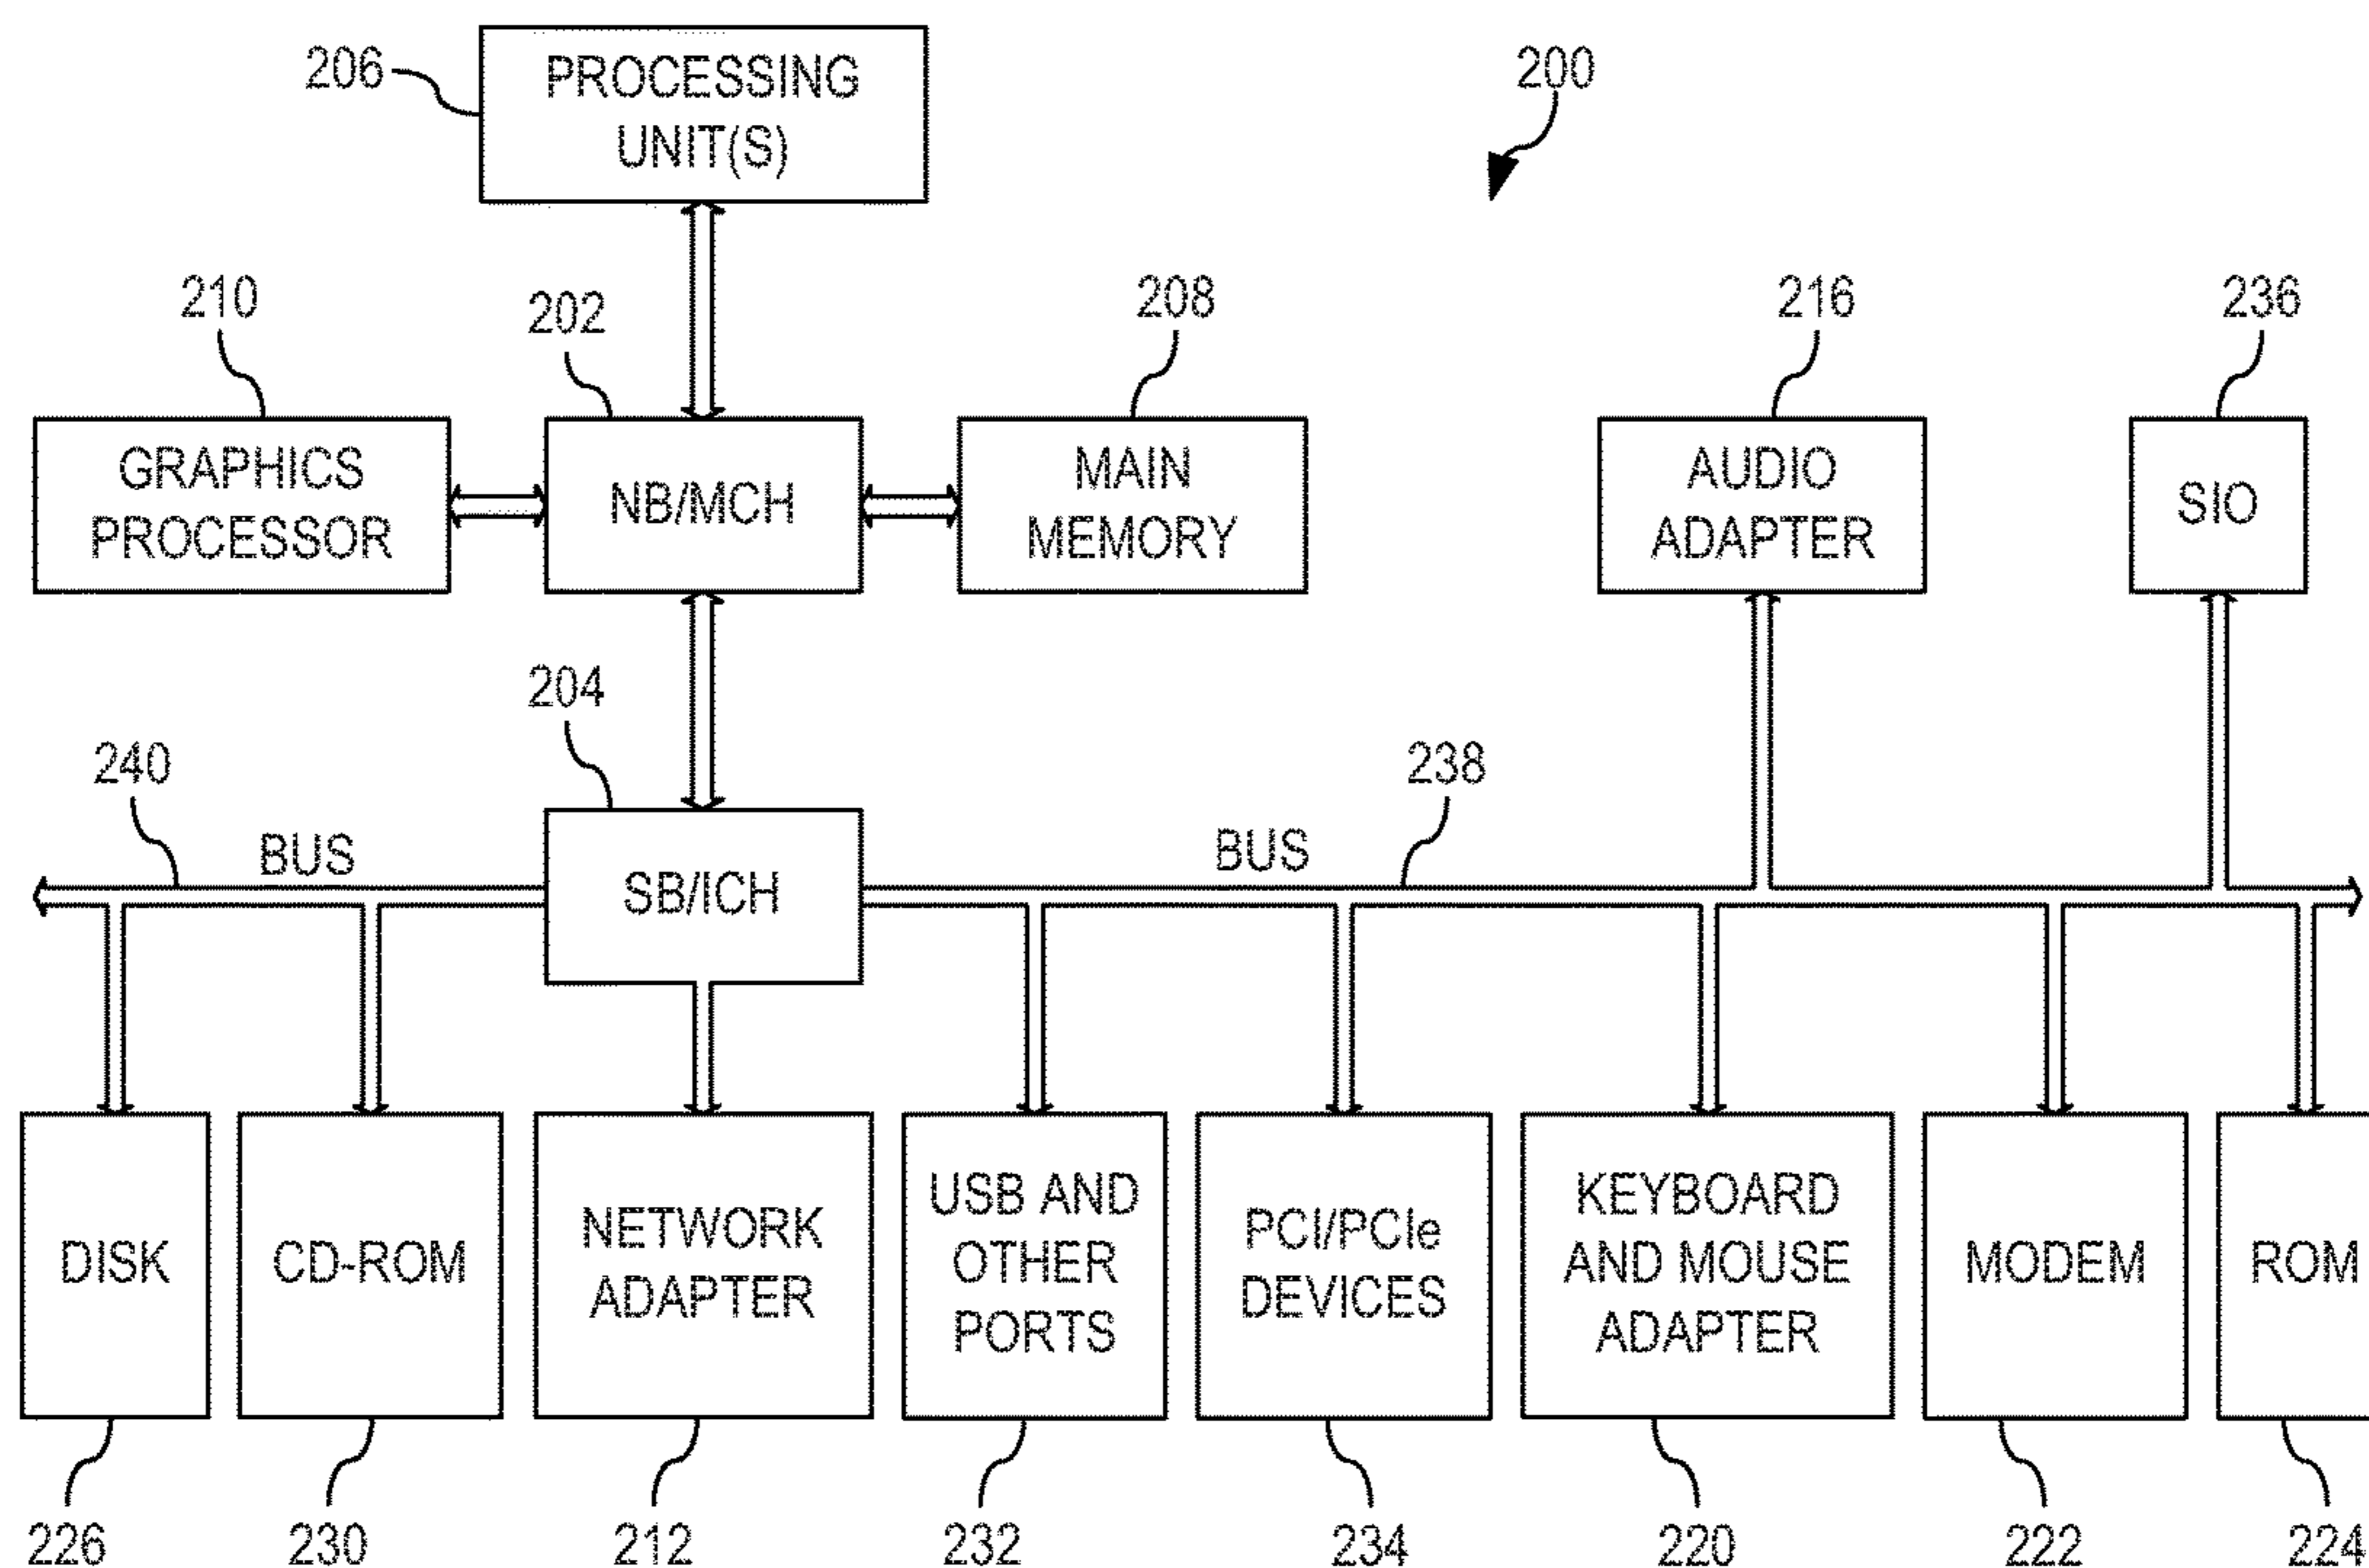 206
PROCESSING
UNIT(S)
200
210
202
208
216
236
GRAPHICS
PROCESSOR
NB/MCH
MAIN
MEMORY
AUDIO
ADAPTER
SIO
204
240
238
BUS
BUS
SB/ICH
DISK
CD-ROM
NETWORK
ADAPTER
USB AND
OTHER
PORTS
PCI/PCIe
DEVICES
KEYBOARD
AND MOUSE
ADAPTER
MODEM
ROM
226
230
212
232
234
220
222
224